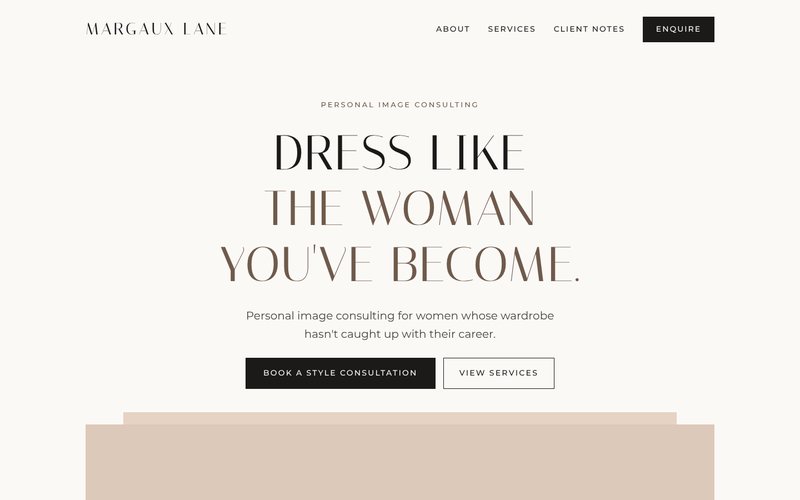 MARGAUX LANE
ABOUT SERVICES CLIENT NOTES ENQUIRE
PERSONAL IMAGE CONSULTING
DRESS LIKE
THE WOMAN
YOU'VE BECOME.
Personal image consulting for women whose wardrobe
hasn't caught up with their career.
BOOK A STYLE CONSULTATION VIEW SERVICES